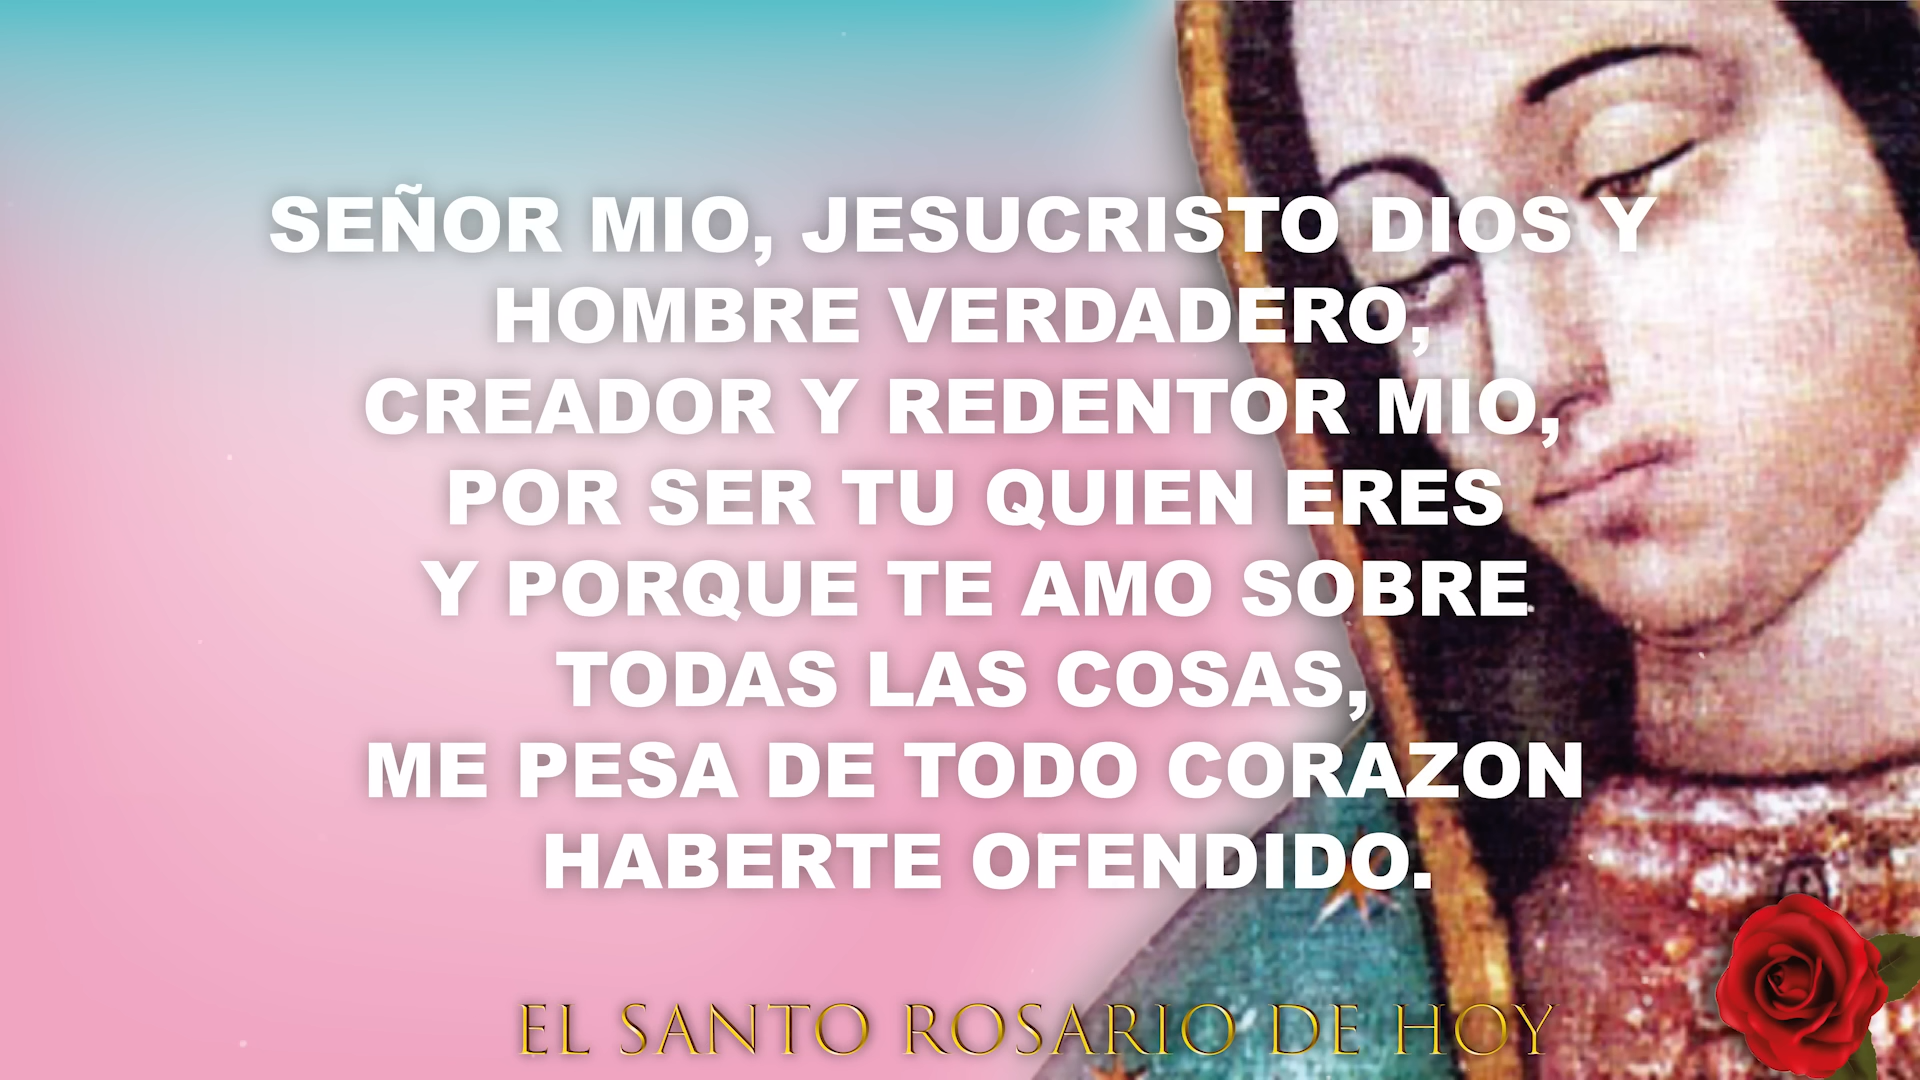 SEÑOR MIO, JESUCRISTO DIOS Y
HOMBRE VERDADERO,
CREADOR Y REDENTOR MIO,
POR SER TU QUIEN ERES
Y PORQUE TE AMO SOBRE
TODAS LAS COSAS,
ME PESA DE TODO CORAZON
HABERTE OFENDIDO.
EL SANTO ROSARIO DE HOY